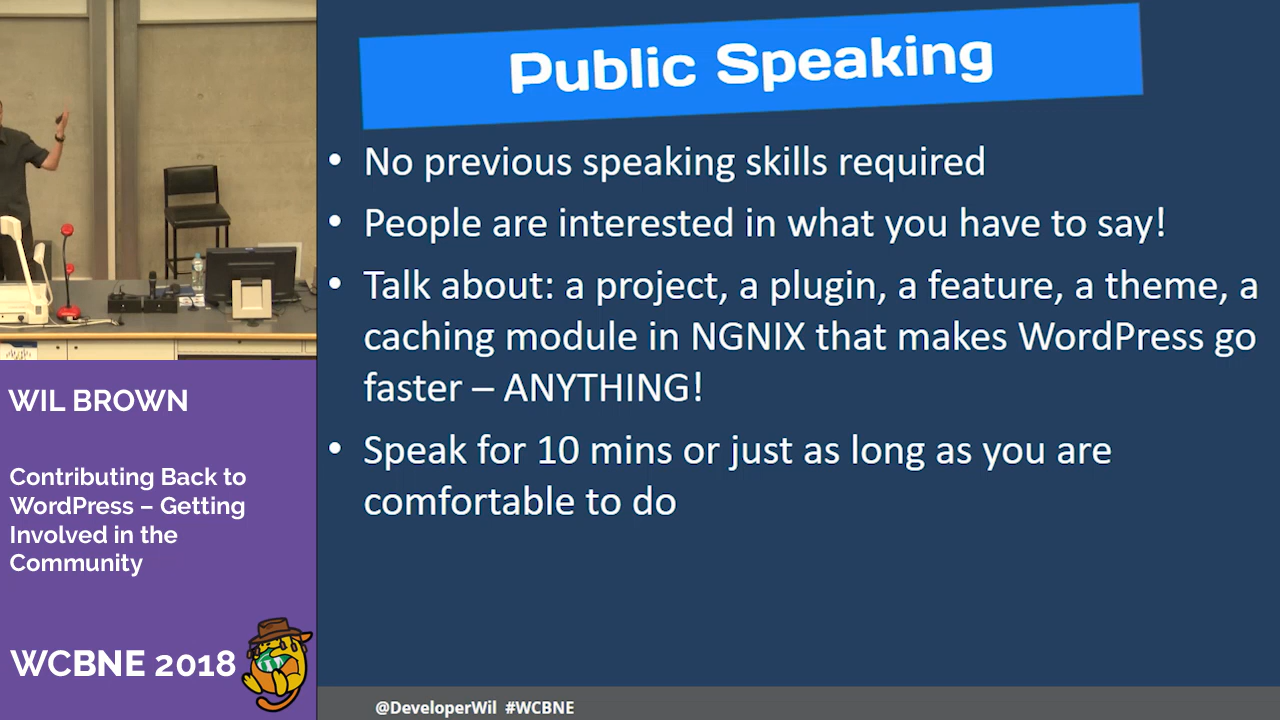 Public Speaking
• No previous speaking skills required
• People are interested in what you have to say!
• Talk about: a project, a plugin, a feature, a theme, a
caching module in NGNIX that makes WordPress go
faster – ANYTHING!
• Speak for 10 mins or just as long as you are
comfortable to do
WIL BROWN
Contributing Back to
WordPress – Getting
Involved in the
Community
WCBNE 2018
@DeveloperWil #WCBNE